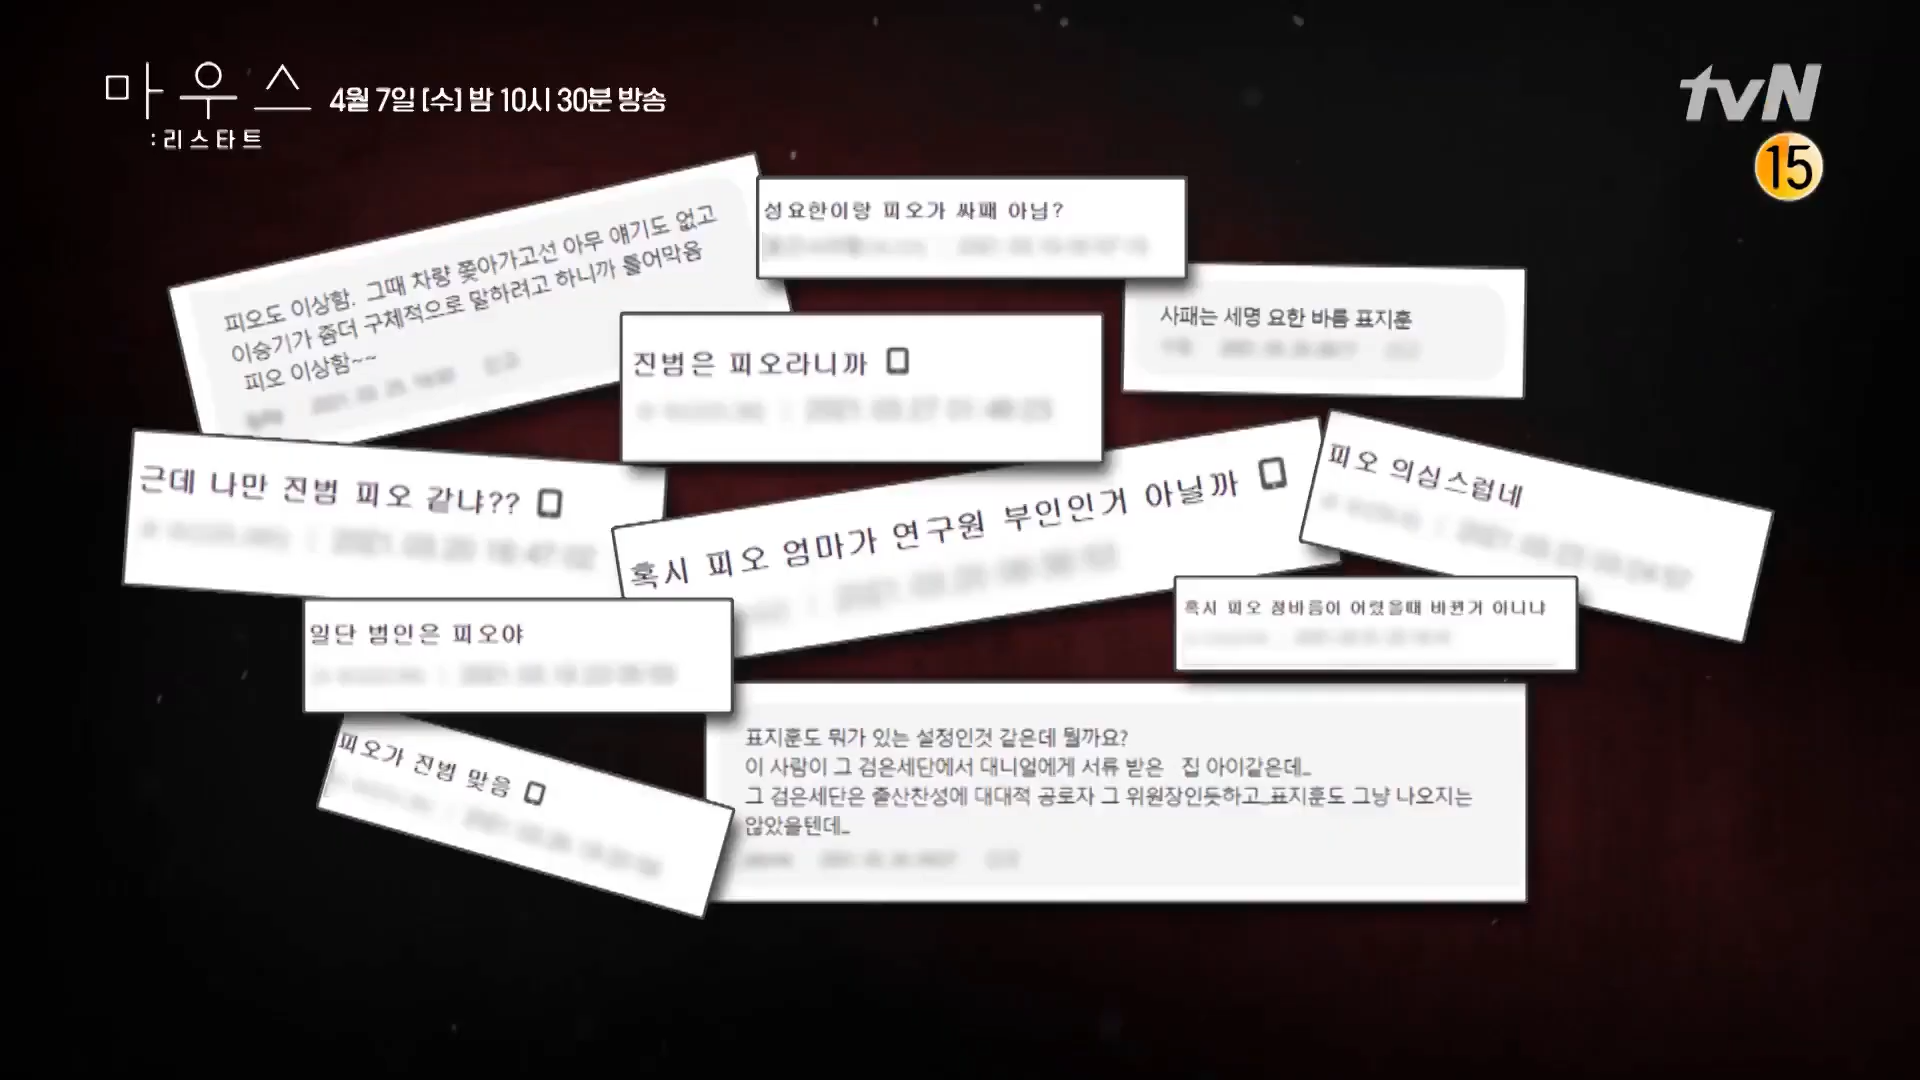 마우스
:리스타트
4월 7일 [수] 밤 10시 30분 방송
tvN
15
피오도 이상함. 그때 차량 쫓아가고선 아무 얘기도 없고
이승기가 좀더 구체적으로 말하려고 하니까 틀어막음
피오 이상함~~
성요한이랑 피오가 싸패 아님?
진범은 피오라니까
사패는 세명 요한 바름 표지훈
근데 나만 진범 피오 같냐??
혹시 피오 엄마가 연구원 부인인거 아닐까
피오 의심스럽네
일단 범인은 피오야
혹시 피오 정바름이 어렸을때 바뀐거 아니냐
피오가 진범 맞음
표지훈도 뭐가 있는 설정인것 같은데 뭘까요?
이 사람이 그 검은세단에서 대니얼에게 서류 받은 집 아이같은데..
그 검은세단은 출산찬성에 대대적 공로자 그 위원장인듯하고..표지훈도 그냥 나오지는
않았을텐데..